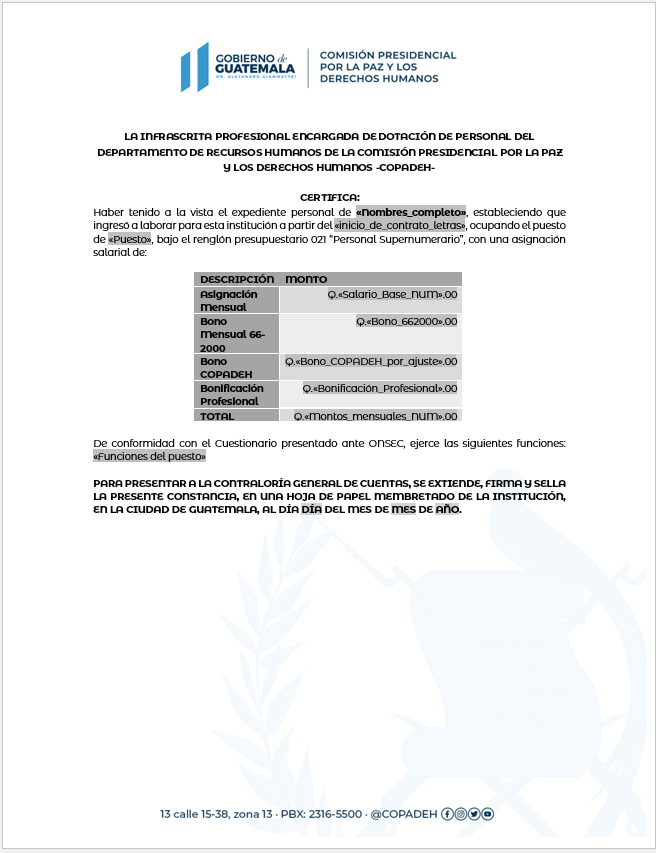 GOBIERNO de
GUATEMALA
DR. ALEJANDRO GIAMMATTEI
COMISIÓN PRESIDENCIAL
POR LA PAZ Y LOS
DERECHOS HUMANOS
LA INFRASCRITA PROFESIONAL ENCARGADA DE DOTACIÓN DE PERSONAL DEL
DEPARTAMENTO DE RECURSOS HUMANOS DE LA COMISIÓN PRESIDENCIAL POR LA PAZ
Y LOS DERECHOS HUMANOS -COPADEH-
CERTIFICA:
Haber tenido a la vista el expediente personal de «Nombres_completo», estableciendo que
ingresó a laborar para esta institución a partir del «inicio_de_contrato_letras», ocupando el puesto
de «Puesto», bajo el renglón presupuestario 021 "Personal Supernumerario", con una asignación
salarial de:
DESCRIPCIÓN MONTO
Asignación Q.«Salario_Base_NUM».00
Mensual
Bono Q.«Bono_662000».00
Mensual 66-
2000
Bono Q.«Bono_COPADEH_por_ajuste».00
COPADEH
Bonificación Q.«Bonificación_Profesional».00
Profesional
TOTAL Q.«Montos_mensuales_NUM».00
De conformidad con el Cuestionario presentado ante ONSEC, ejerce las siguientes funciones:
«Funciones del puesto»
PARA PRESENTAR A LA CONTRALORÍA GENERAL DE CUENTAS, SE EXTIENDE, FIRMA Y SELLA
LA PRESENTE CONSTANCIA, EN UNA HOJA DE PAPEL MEMBRETADO DE LA INSTITUCIÓN,
EN LA CIUDAD DE GUATEMALA, AL DÍA DÍA DEL MES DE MES DE AÑO.
13 calle 15-38, zona 13 · PBX: 2316-5500 · @COPADEH